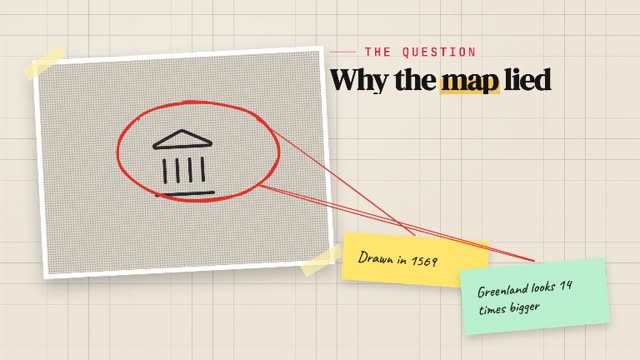 THE QUESTION
Why the map lied
Drawn in 1569
Greenland looks 14
times bigger